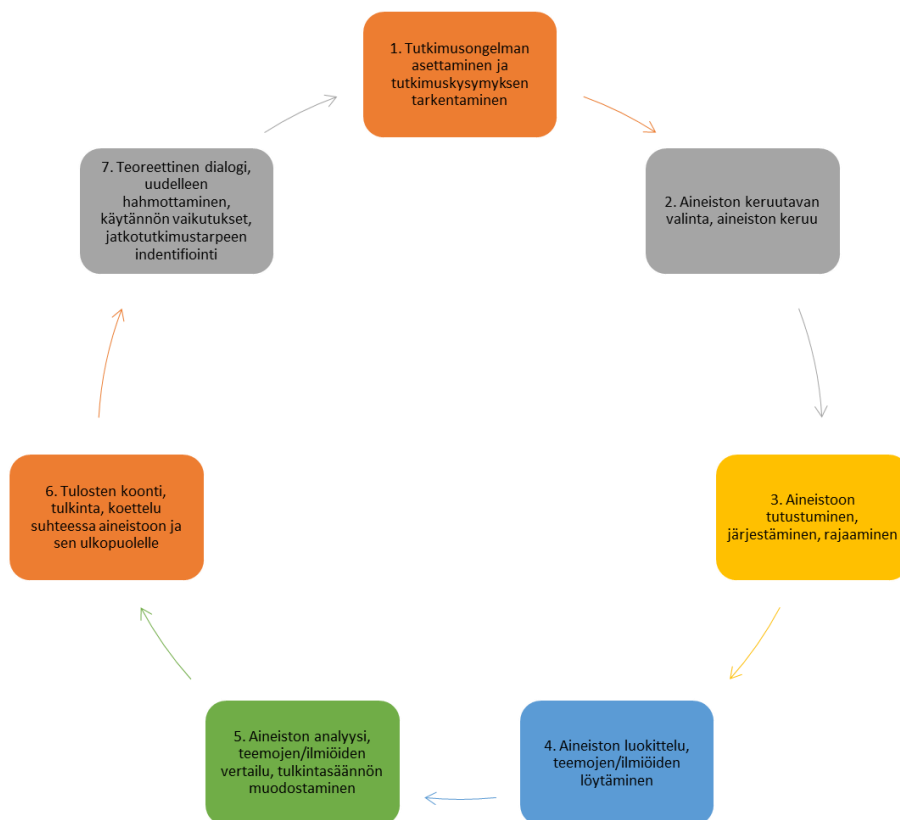 1. Tutkimusongelman
asettaminen ja
tutkimuskysymyksen
tarkentaminen
2. Aineiston keruutavan
valinta, aineiston keruu
3. Aineistoon
tutustuminen,
järjestäminen, rajaaminen
4. Aineiston luokittelu,
teemojen/ilmiöiden
löytäminen
5. Aineiston analyysi,
teemojen/ilmiöiden
vertailu, tulkintasäännön
muodostaminen
6. Tulosten koonti,
tulkinta, koettelu
suhteessa aineistoon ja
sen ulkopuolelle
7. Teoreettinen dialogi,
uudelleen
hahmottaminen,
käytännön vaikutukset,
jatkotutkimustarpeen
indentifiointi